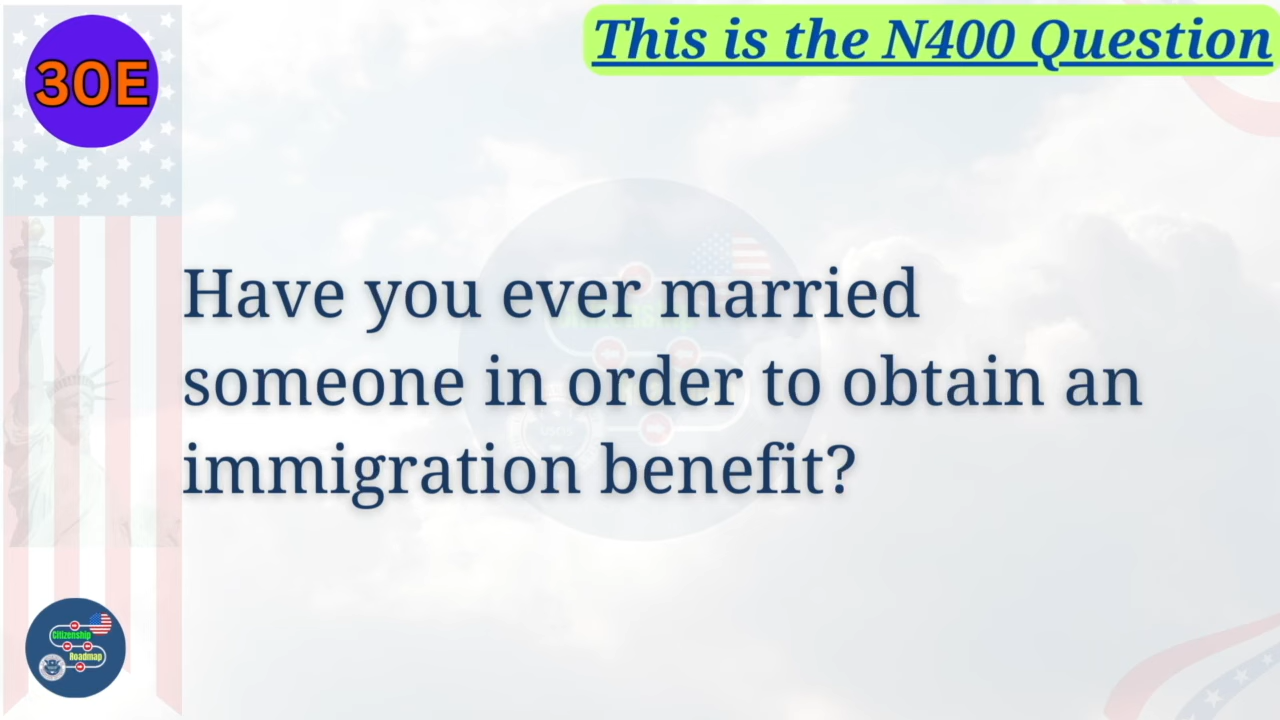 30E
This is the N400 Question
Have you ever married
someone in order to obtain an
immigration benefit?
Citizenship
Roadmap